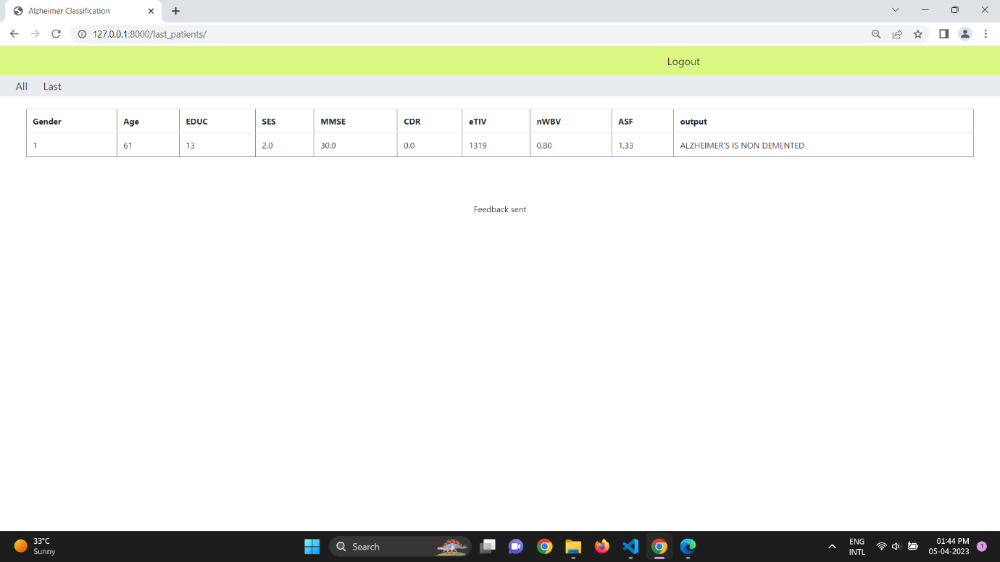 Alzheimer Classification
127.0.0.1:8000/last_patients/
Logout
All Last
Gender Age EDUC SES MMSE CDR eTIV nWBV ASF output
1 61 13 2.0 30.0 0.0 1319 0.80 1.33 ALZHEIMER'S IS NON DEMENTED
Feedback sent
33°C
Sunny
Search
ENG
INTL
01:44 PM
05-04-2023
1